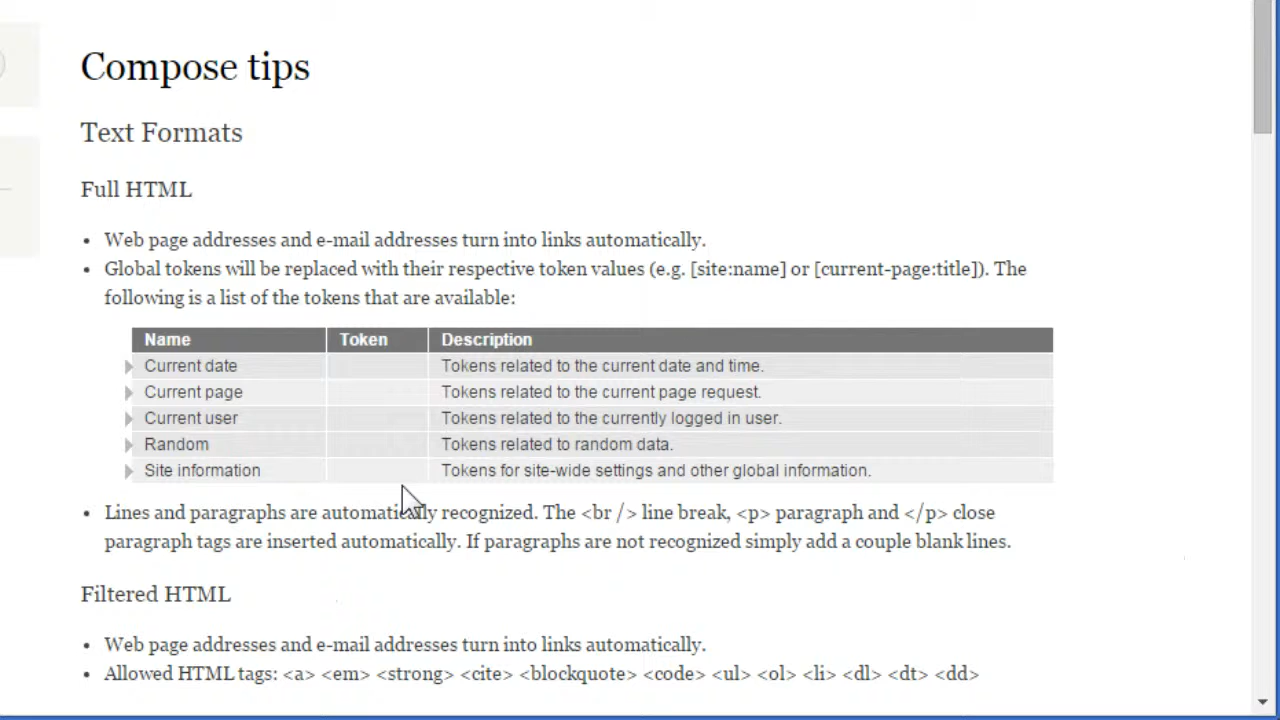 Compose tips
Text Formats
Full HTML
• Web page addresses and e-mail addresses turn into links automatically.
• Global tokens will be replaced with their respective token values (e.g. [site:name] or [current-page:title]). The
following is a list of the tokens that are available:
Name Token Description
Current date Tokens related to the current date and time.
Current page Tokens related to the current page request.
Current user Tokens related to the currently logged in user.
Random Tokens related to random data.
Site information Tokens for site-wide settings and other global information.
• Lines and paragraphs are automatically recognized. The <br /> line break, <p> paragraph and </p> close
paragraph tags are inserted automatically. If paragraphs are not recognized simply add a couple blank lines.
Filtered HTML
• Web page addresses and e-mail addresses turn into links automatically.
• Allowed HTML tags: <a> <em> <strong> <cite> <blockquote> <code> <ul> <ol> <li> <dl> <dt> <dd>